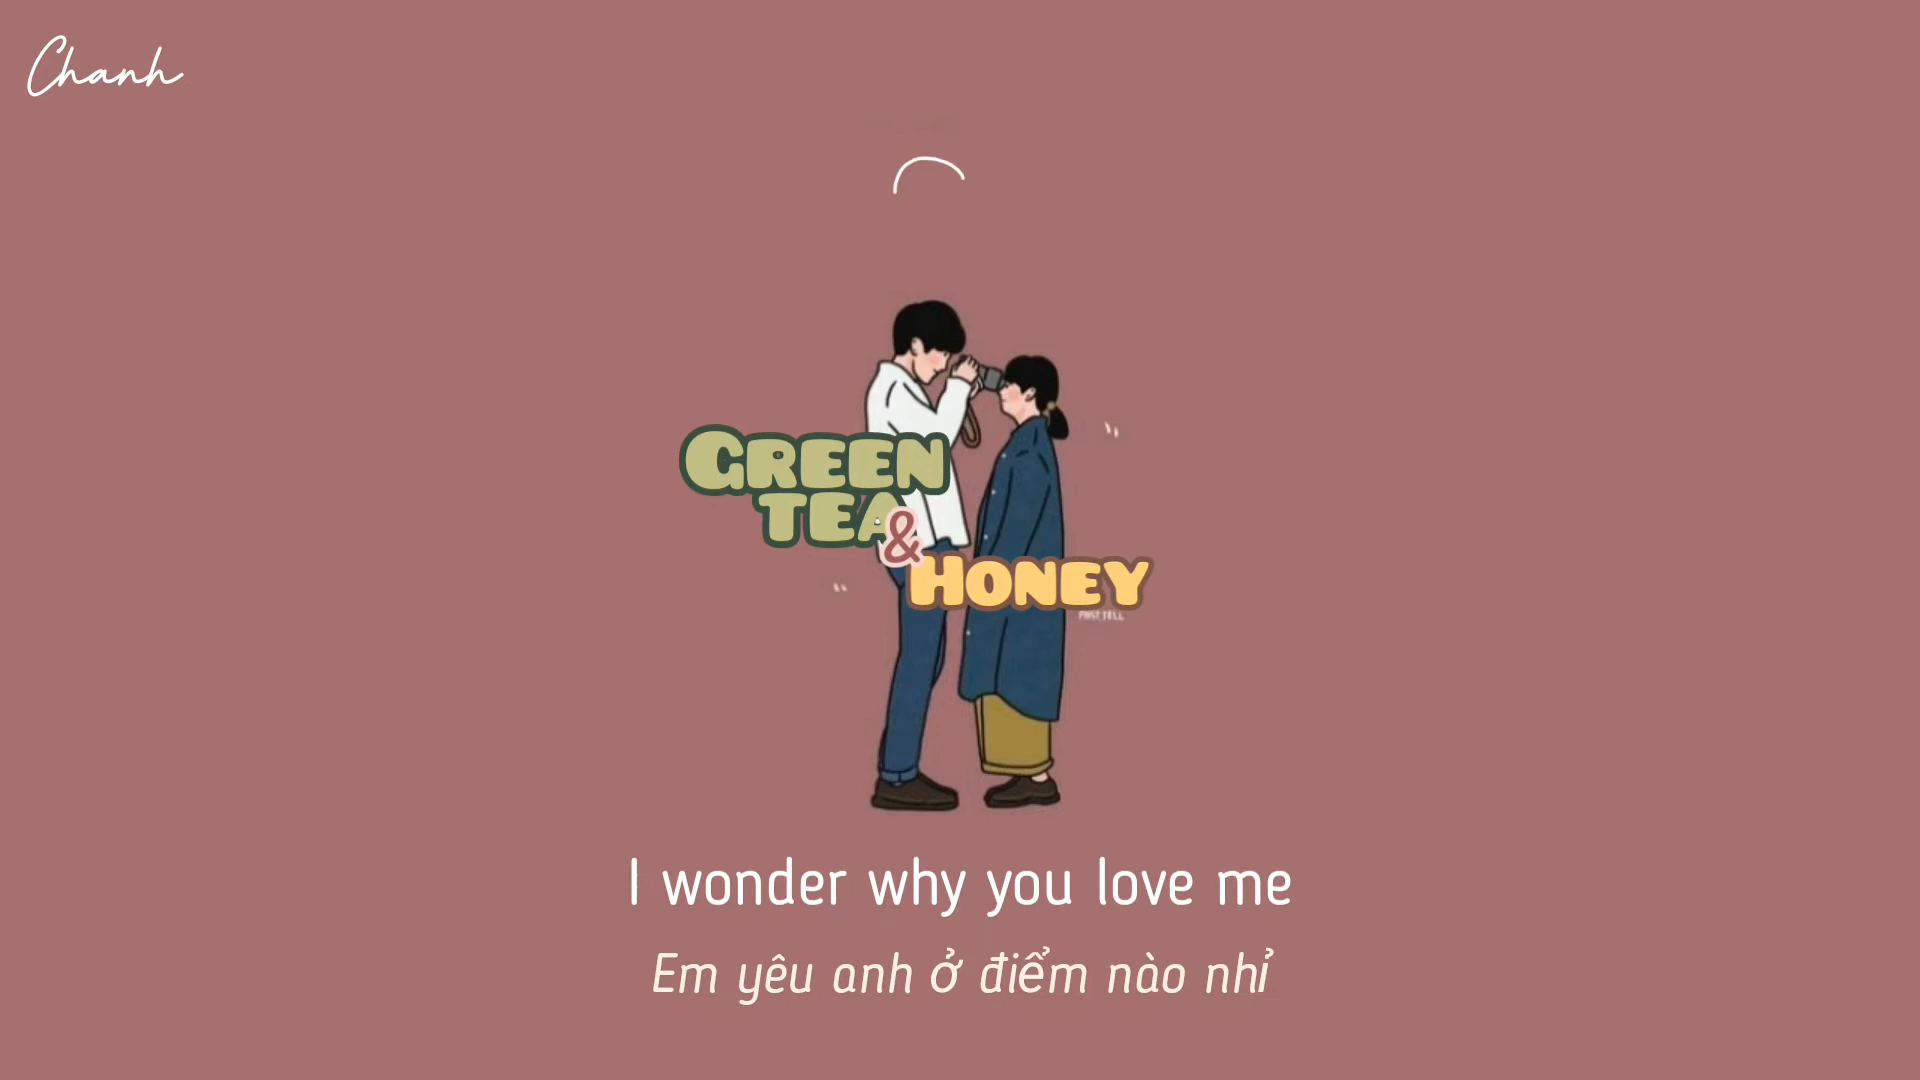 Chanh
GREEN
TEA
&
HONEY
I wonder why you love me
Em yêu anh ở điểm nào nhỉ